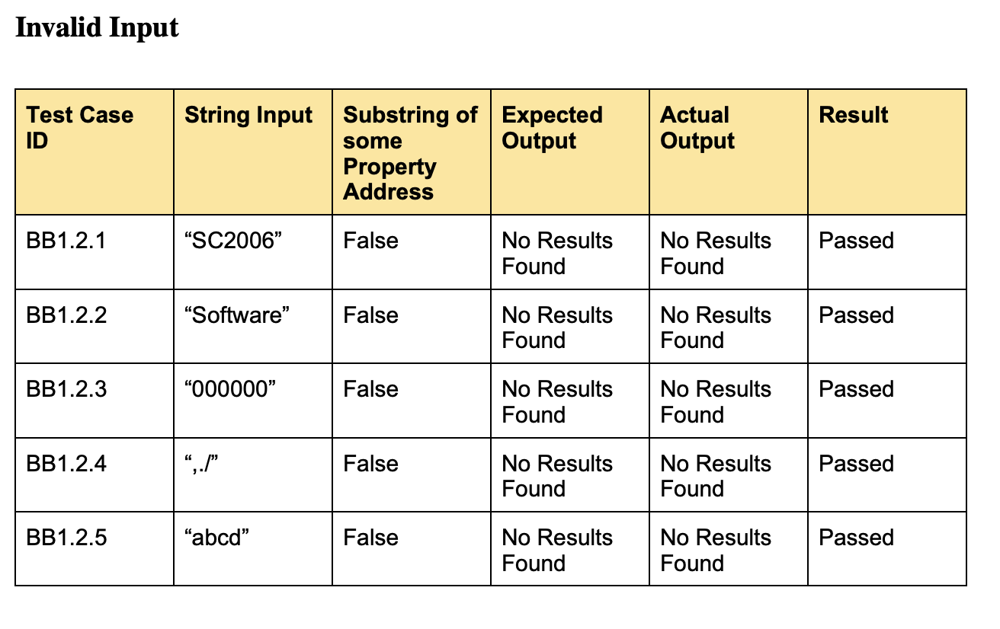 Invalid Input
Test Case ID | String Input | Substring of some Property Address | Expected Output | Actual Output | Result
BB1.2.1 | “SC2006” | False | No Results Found | No Results Found | Passed
BB1.2.2 | “Software” | False | No Results Found | No Results Found | Passed
BB1.2.3 | “000000” | False | No Results Found | No Results Found | Passed
BB1.2.4 | “,./” | False | No Results Found | No Results Found | Passed
BB1.2.5 | “abcd” | False | No Results Found | No Results Found | Passed